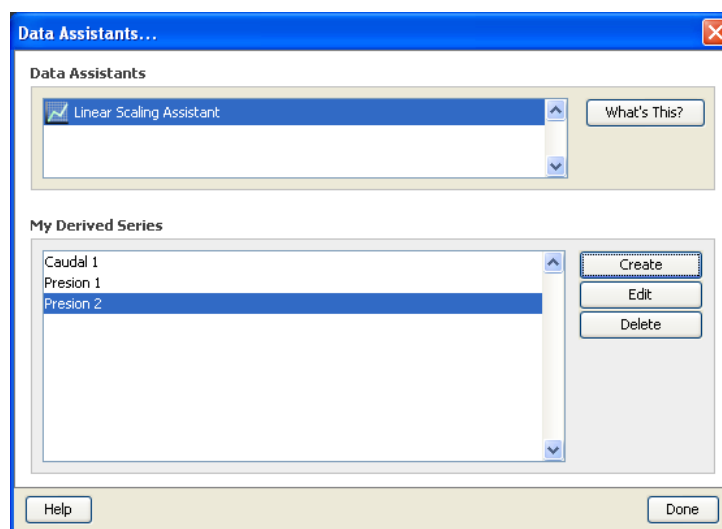 Data Assistants...
Data Assistants
Linear Scaling Assistant
What's This?
My Derived Series
Caudal 1
Presion 1
Presion 2
Create
Edit
Delete
Help
Done